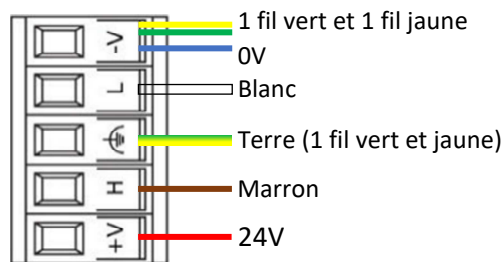 -V
1 fil vert et 1 fil jaune
0V
L
Blanc
Terre (1 fil vert et jaune)
H
Marron
+V
24V